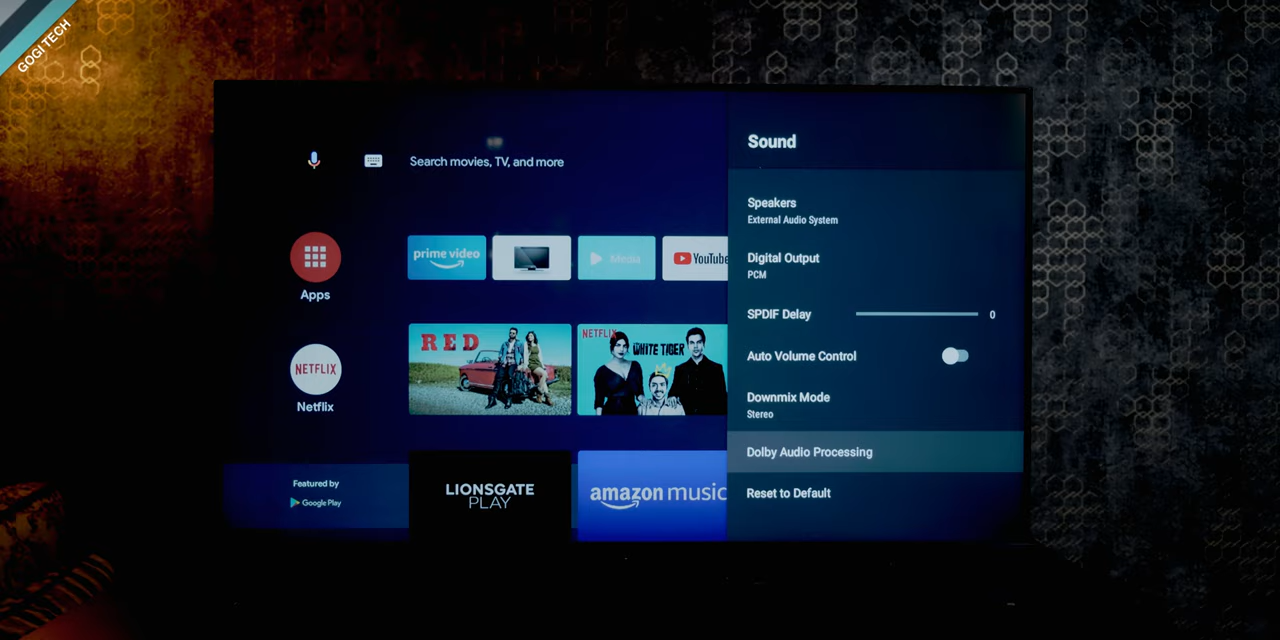 GOGI TECH
Search movies, TV, and more
prime video
Media
YouTube
Apps
RED
NETFLIX
THE WHITE TIGER
NETFLIX
Netflix
Featured by
Google Play
LIONSGATE
PLAY
amazon music
Sound
Speakers
External Audio System
Digital Output
PCM
SPDIF Delay 0
Auto Volume Control
Downmix Mode
Stereo
Dolby Audio Processing
Reset to Default